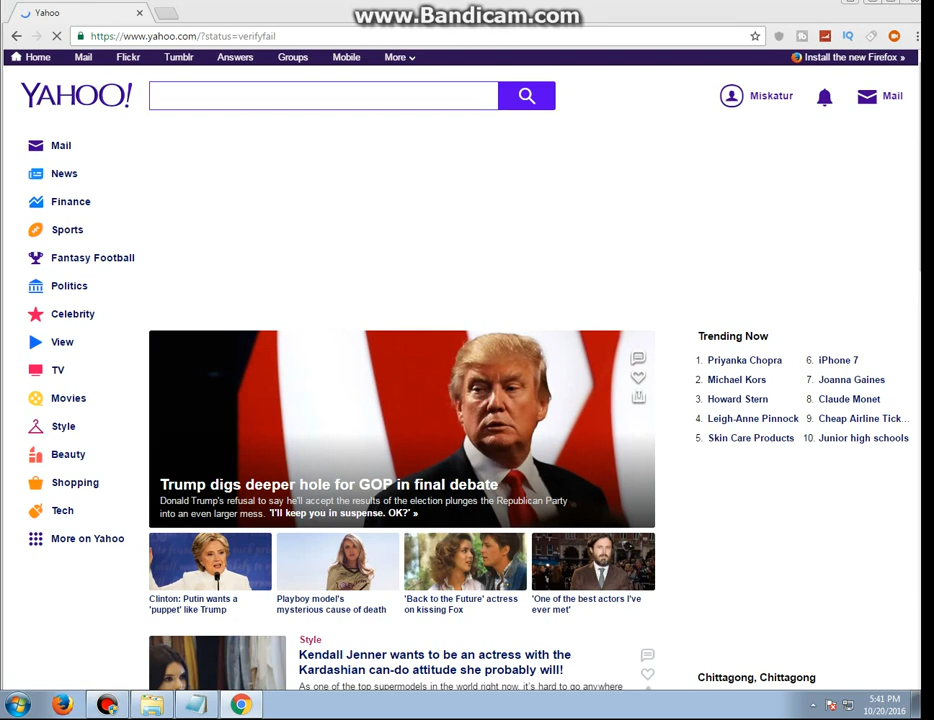 www.Bandicam.com
Yahoo
https://www.yahoo.com/?status=verifyfail
Home Mail Flickr Tumblr Answers Groups Mobile More Install the new Firefox »
YAHOO! Miskatur Mail
Mail
News
Finance
Sports
Fantasy Football
Politics
Celebrity
View
TV
Movies
Style
Beauty
Shopping
Tech
More on Yahoo
Trump digs deeper hole for GOP in final debate
Donald Trump's refusal to say he'll accept the results of the election plunges the Republican Party
into an even larger mess. 'I'll keep you in suspense. OK?' »
Clinton: Putin wants a
'puppet' like Trump
Playboy model's
mysterious cause of death
'Back to the Future' actress
on kissing Fox
'One of the best actors I've
ever met'
Style
Kendall Jenner wants to be an actress with the
Kardashian can-do attitude she probably will!
As one of the top supermodels in the world right now, it's hard to go anywhere
Trending Now
1. Priyanka Chopra
2. Michael Kors
3. Howard Stern
4. Leigh-Anne Pinnock
5. Skin Care Products
6. iPhone 7
7. Joanna Gaines
8. Claude Monet
9. Cheap Airline Tick...
10. Junior high schools
Chittagong, Chittagong
5:41 PM
10/20/2016